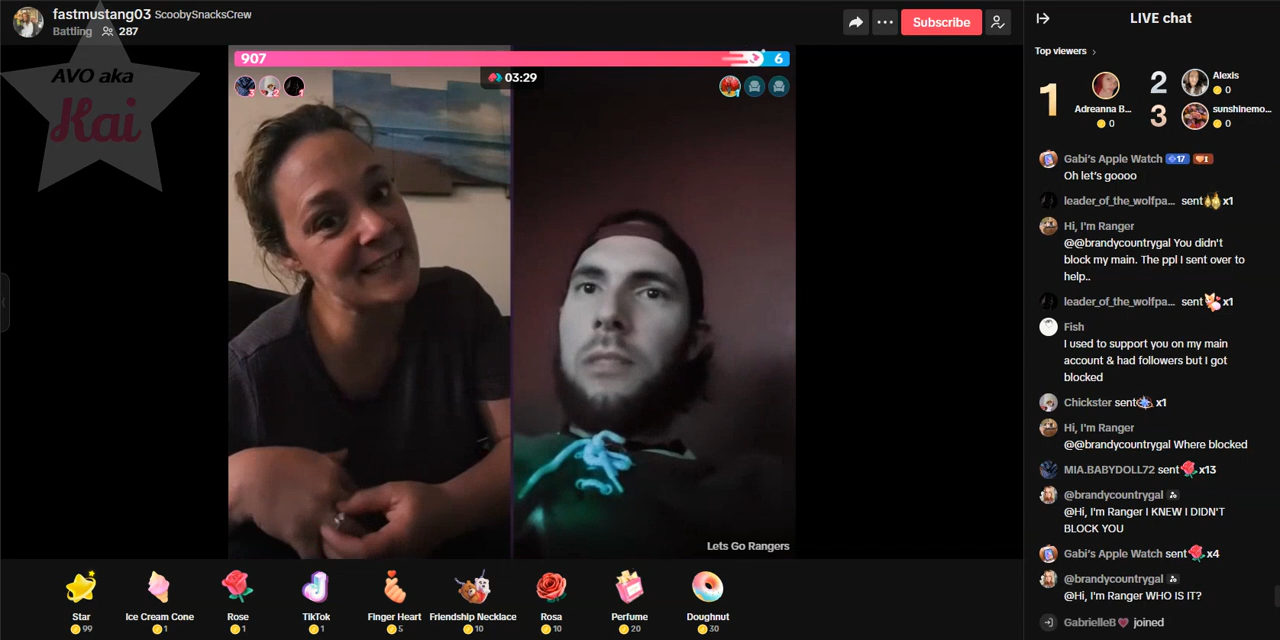 fastmustang03 ScoobySnacksCrew
Battling 287
Subscribe
AVO aka
Kai
907
6
03:29
3
2
1
1
Lets Go Rangers
Star
99
Ice Cream Cone
1
Rose
1
TikTok
1
Finger Heart
5
Friendship Necklace
10
Rosa
10
Perfume
20
Doughnut
30
LIVE chat
Top viewers
1
Adreanna B...
0
2
Alexis
0
3
sunshinemo...
0
Gabi's Apple Watch 17 I
Oh let's goooo
leader_of_the_wolfpa... sent x1
Hi, I'm Ranger
@@brandycountrygal You didn't
block my main. The ppl I sent over to
help..
leader_of_the_wolfpa... sent x1
Fish
I used to support you on my main
account & had followers but I got
blocked
Chickster sent x1
Hi, I'm Ranger
@@brandycountrygal Where blocked
MIA.BABYDOLL72 sent x13
@brandycountrygal
@Hi, I'm Ranger I KNEW I DIDN'T
BLOCK YOU
Gabi's Apple Watch sent x4
@brandycountrygal
@Hi, I'm Ranger WHO IS IT?
GabrielleB joined